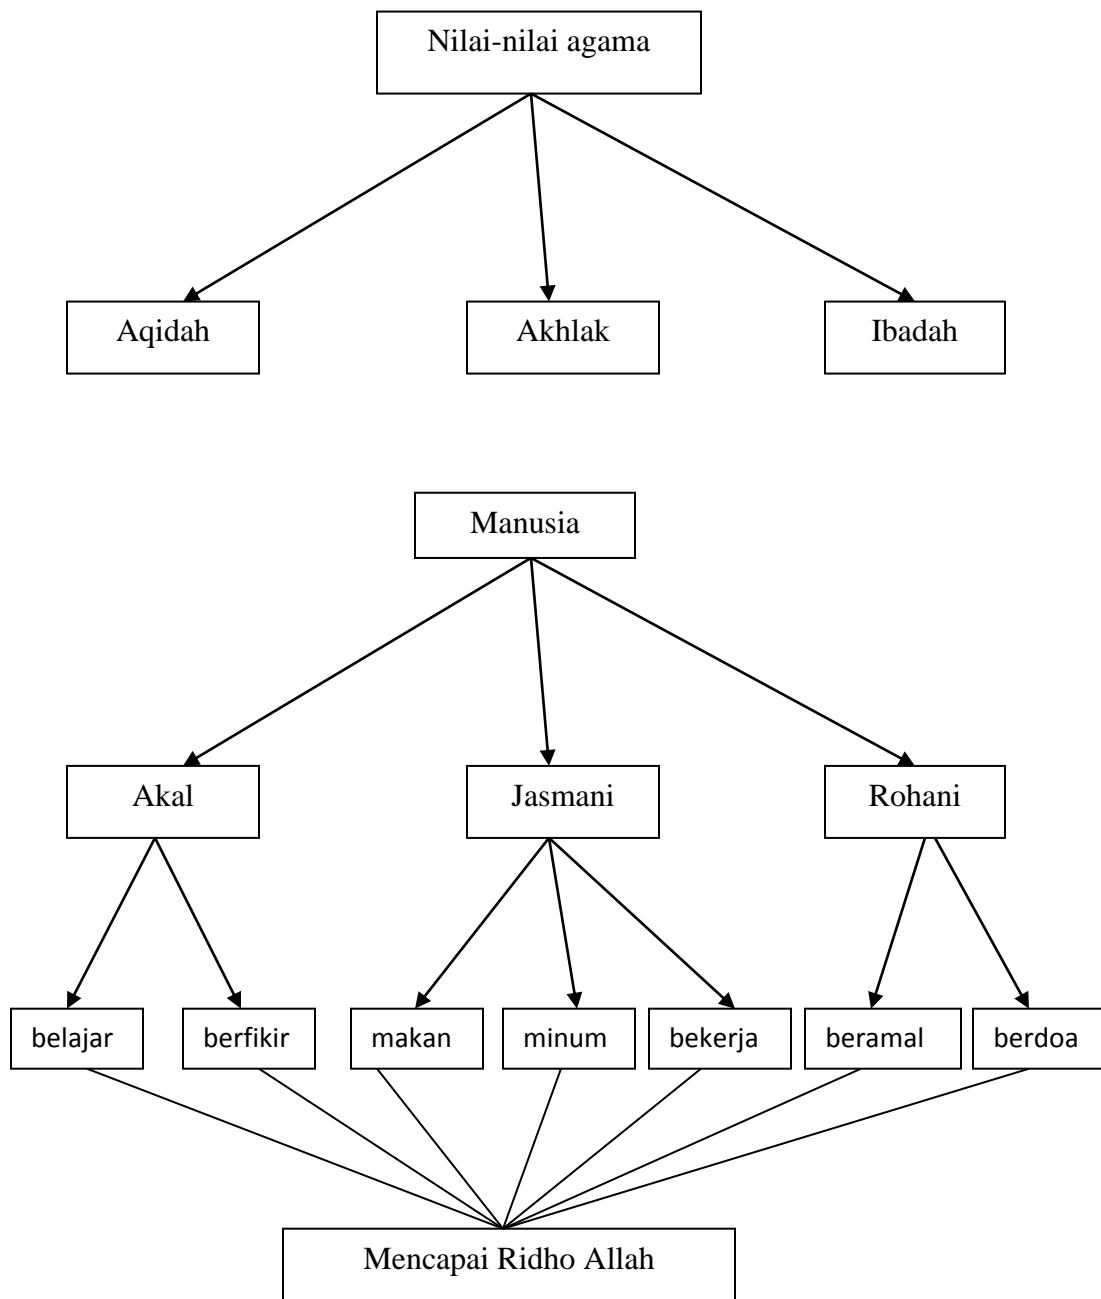 Nilai-nilai agama
Aqidah
Akhlak
Ibadah
Manusia
Akal
Jasmani
Rohani
belajar
berfikir
makan
minum
bekerja
beramal
berdoa
Mencapai Ridho Allah